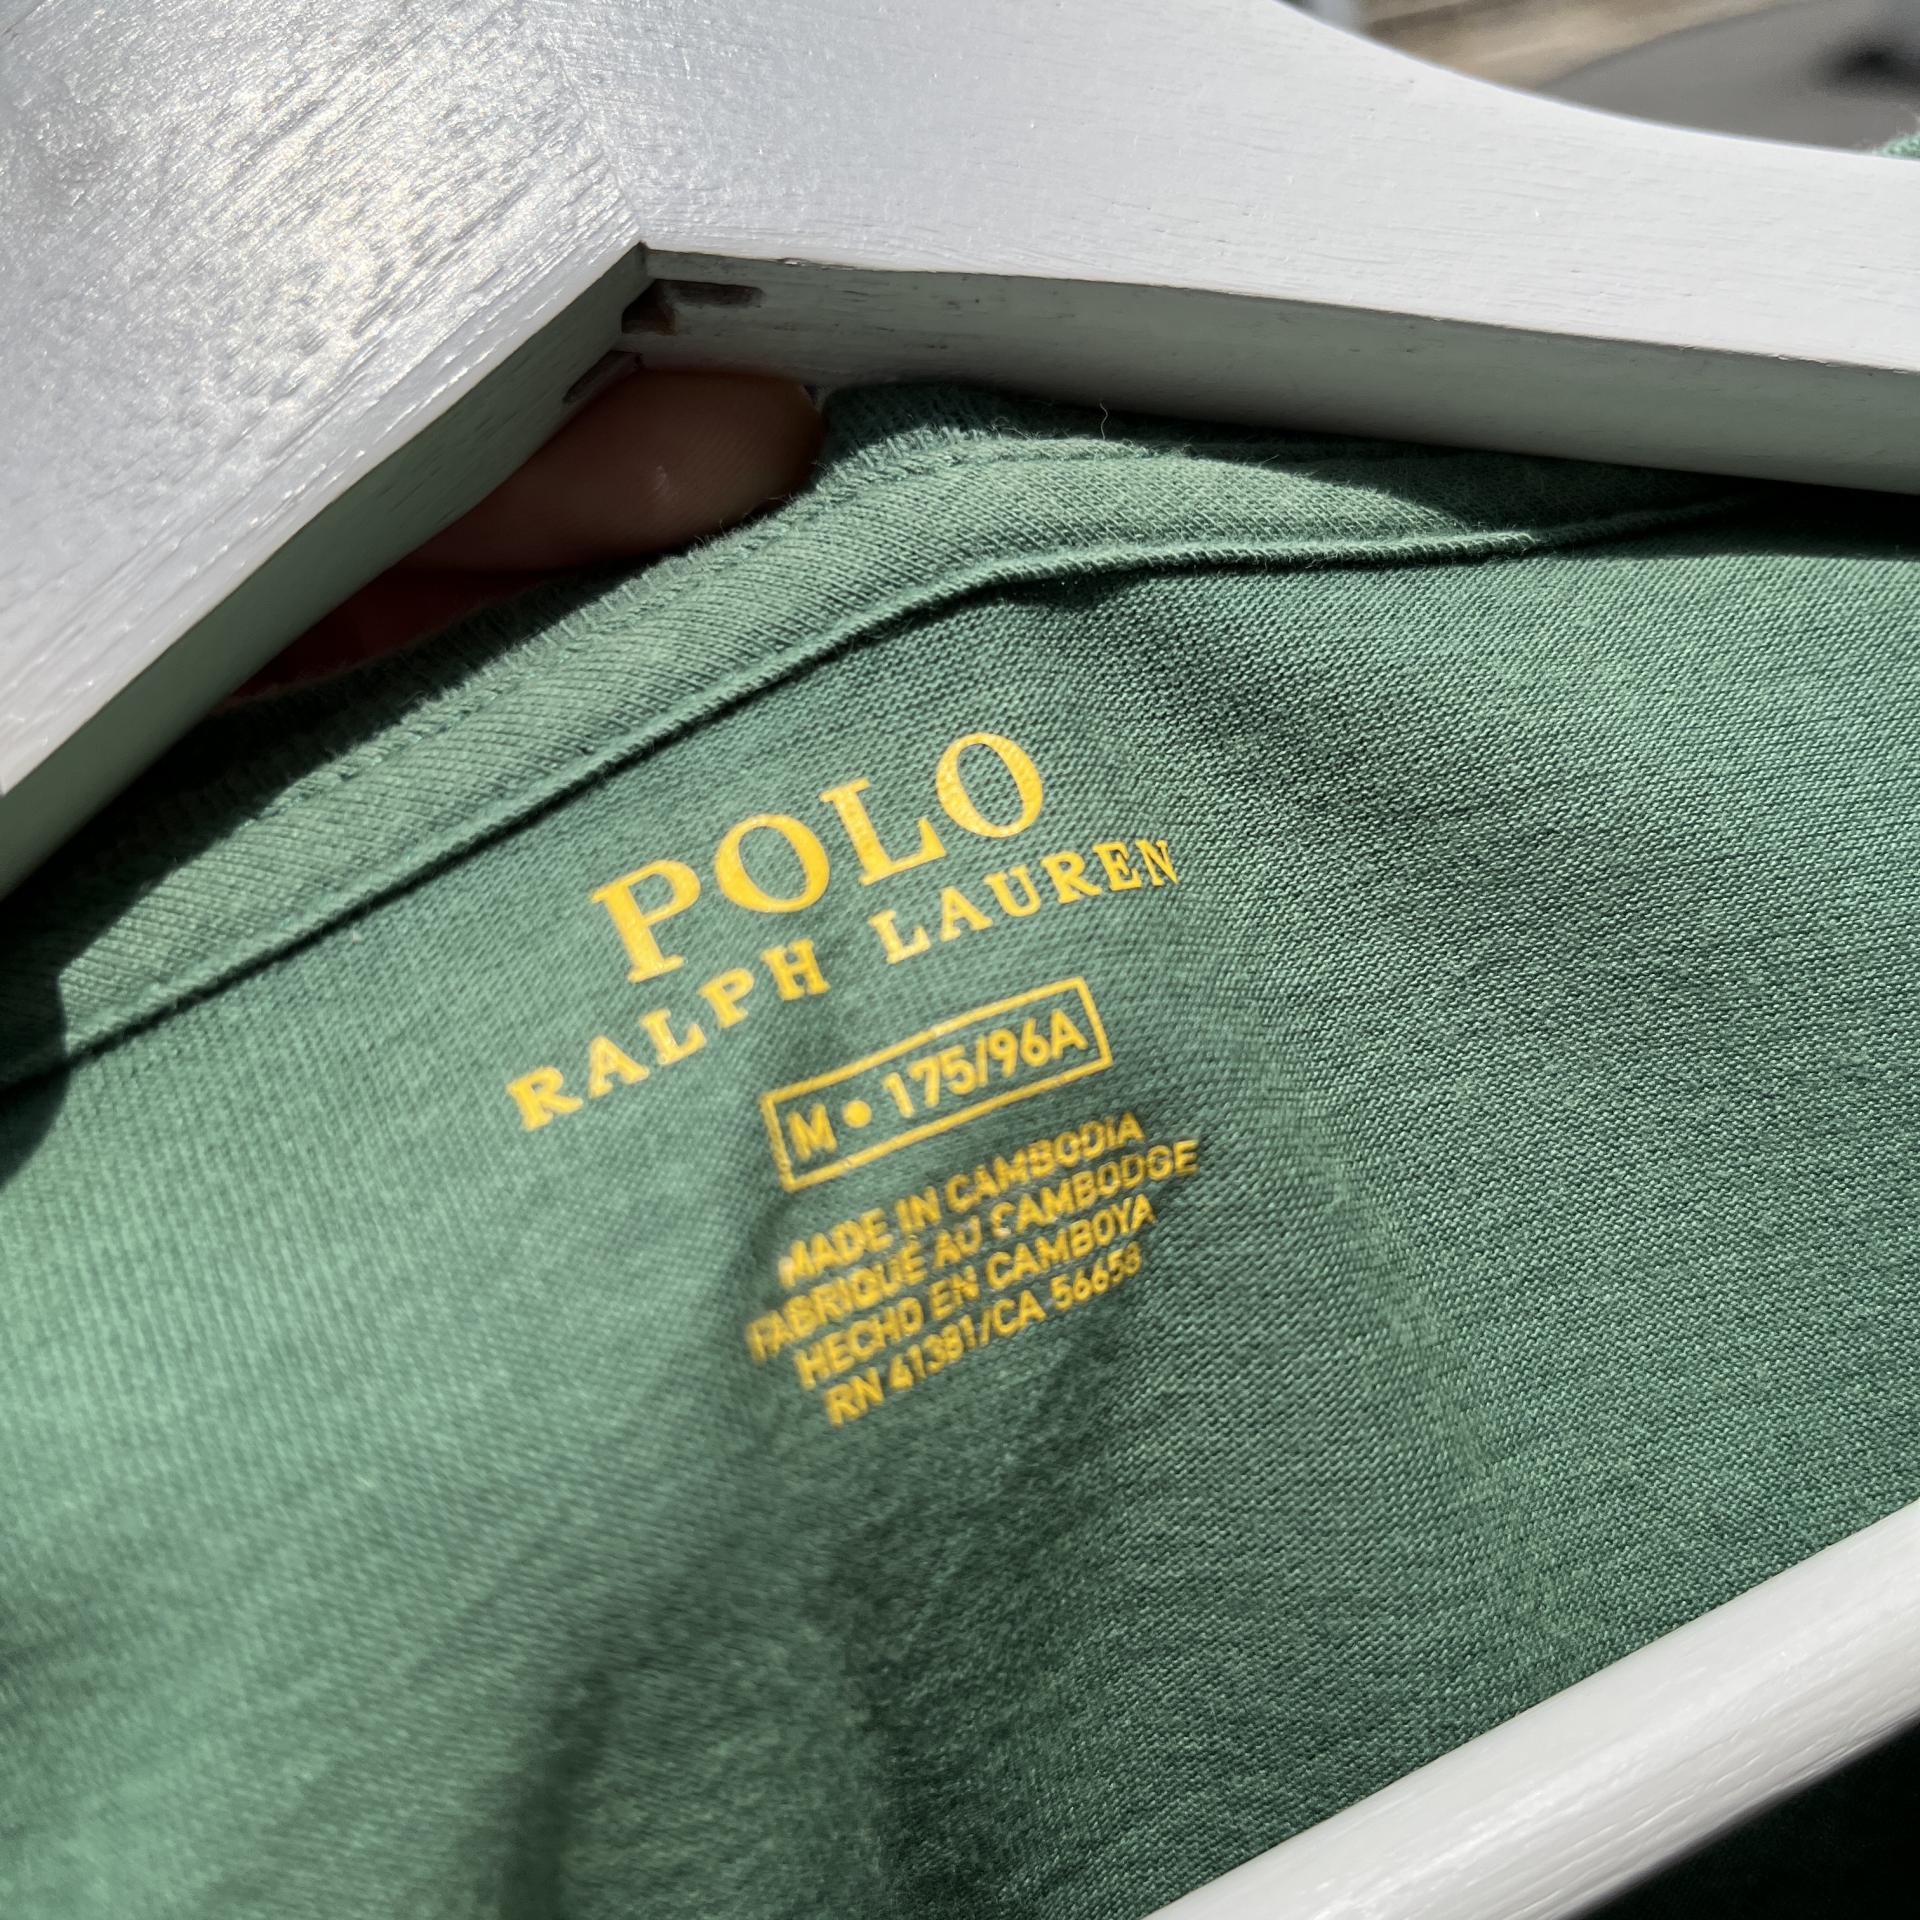 POLO
RALPH LAUREN
M • 175/96A
MADE IN CAMBODIA
FABRIQUÉ AU CAMBODGE
HECHO EN CAMBOYA
RN 41381/CA 56658